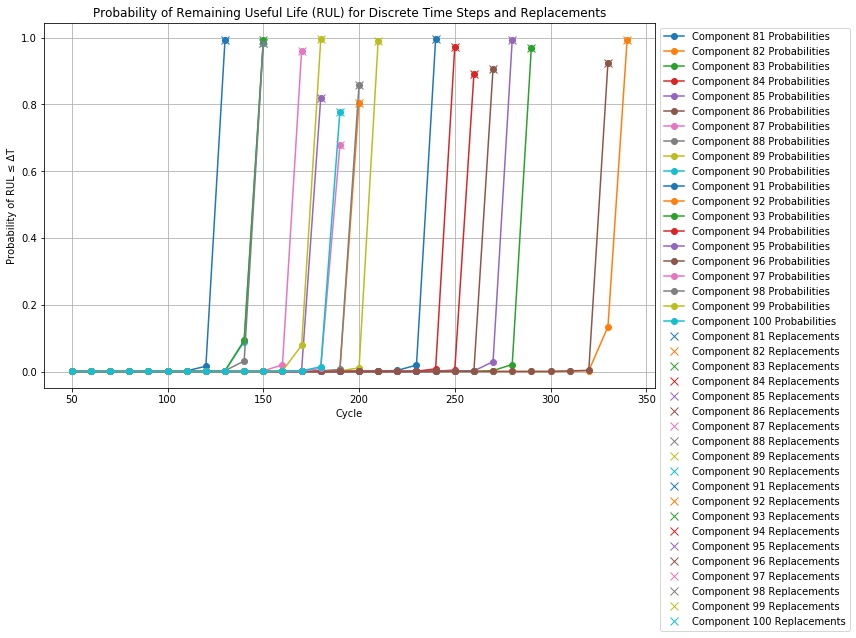 Probability of Remaining Useful Life (RUL) for Discrete Time Steps and Replacements
Probability of RUL ≤ ΔT
1.0
0.8
0.6
0.4
0.2
0.0
50
100
150
200
250
300
350
Cycle
Component 81 Probabilities
Component 82 Probabilities
Component 83 Probabilities
Component 84 Probabilities
Component 85 Probabilities
Component 86 Probabilities
Component 87 Probabilities
Component 88 Probabilities
Component 89 Probabilities
Component 90 Probabilities
Component 91 Probabilities
Component 92 Probabilities
Component 93 Probabilities
Component 94 Probabilities
Component 95 Probabilities
Component 96 Probabilities
Component 97 Probabilities
Component 98 Probabilities
Component 99 Probabilities
Component 100 Probabilities
Component 81 Replacements
Component 82 Replacements
Component 83 Replacements
Component 84 Replacements
Component 85 Replacements
Component 86 Replacements
Component 87 Replacements
Component 88 Replacements
Component 89 Replacements
Component 90 Replacements
Component 91 Replacements
Component 92 Replacements
Component 93 Replacements
Component 94 Replacements
Component 95 Replacements
Component 96 Replacements
Component 97 Replacements
Component 98 Replacements
Component 99 Replacements
Component 100 Replacements